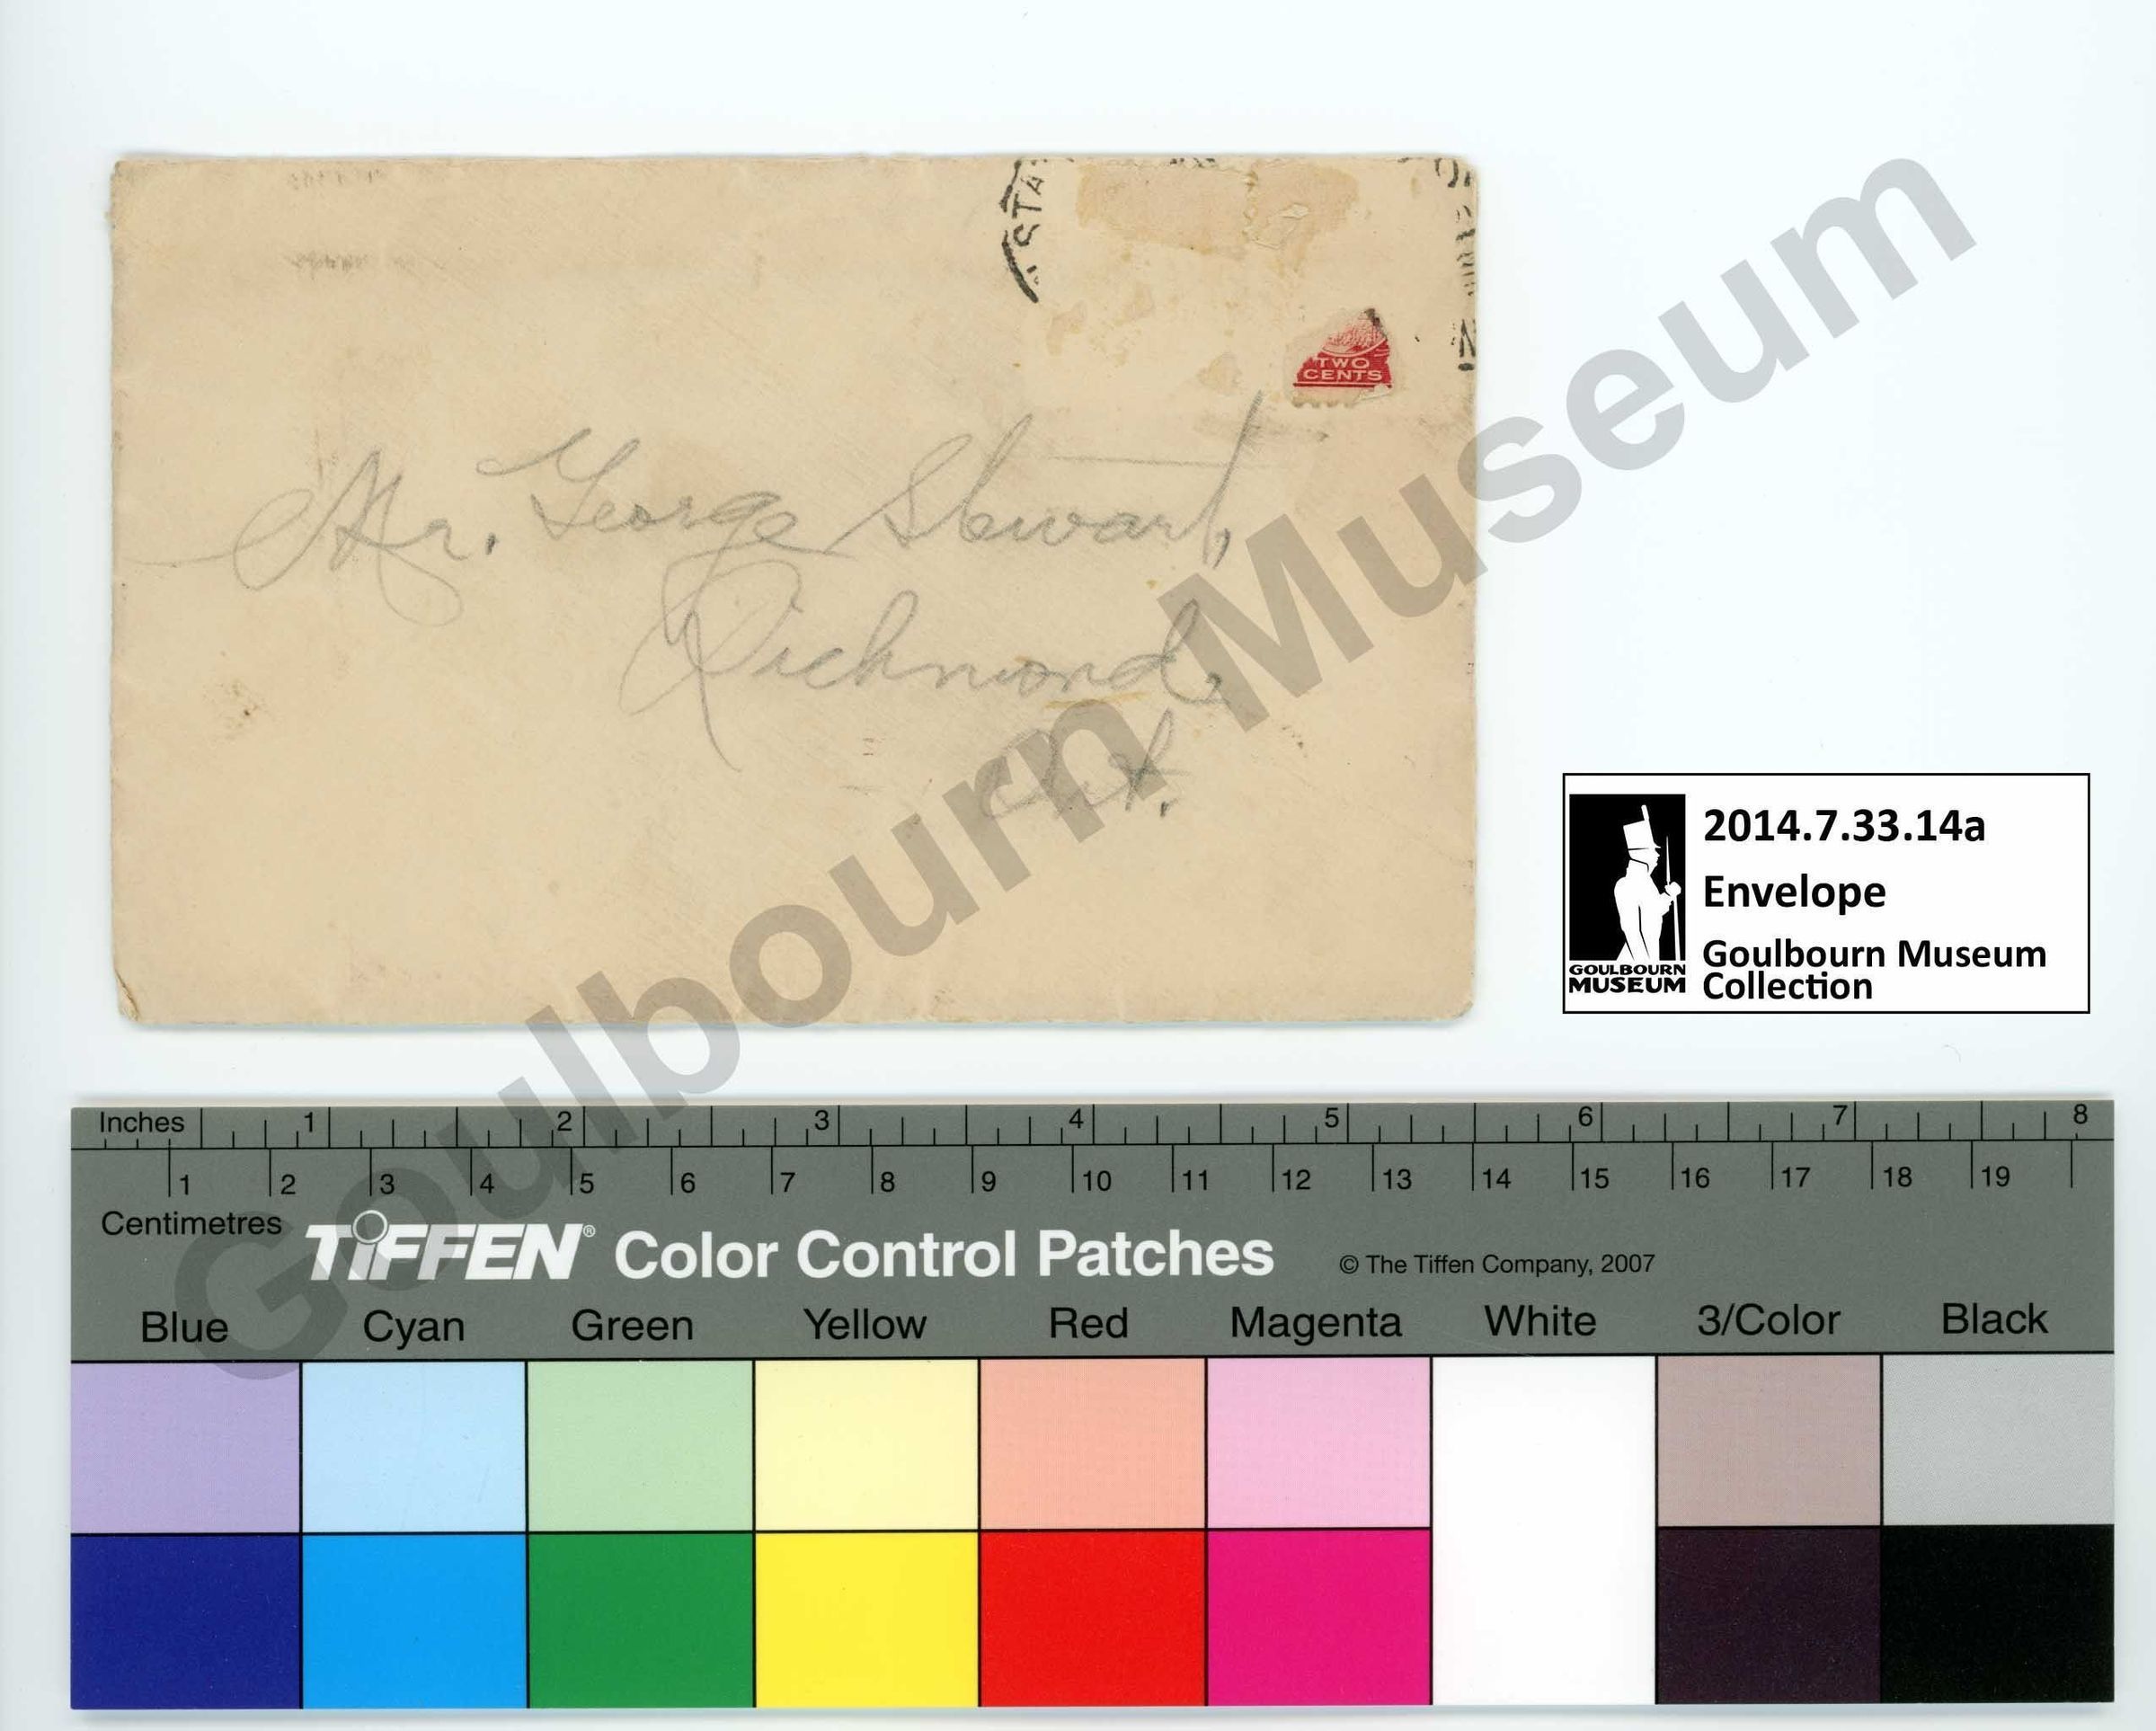 STA
TWO
CENTS
Mr. George Stewart,
Richmond,
Ont.
Goulbourn Museum
2014.7.33.14a
Envelope
Goulbourn Museum
Collection
GOULBOURN
MUSEUM
Inches 1 2 3 4 5 6 7 8
1 2 3 4 5 6 7 8 9 10 11 12 13 14 15 16 17 18 19
Centimetres
TIFFEN® Color Control Patches © The Tiffen Company, 2007
Blue Cyan Green Yellow Red Magenta White 3/Color Black